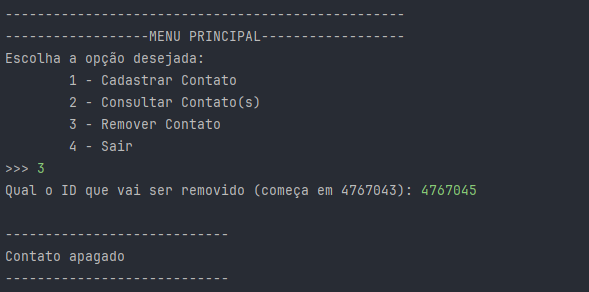 --------------------------------------------------
------------------MENU PRINCIPAL------------------
Escolha a opção desejada:
        1 - Cadastrar Contato
        2 - Consultar Contato(s)
        3 - Remover Contato
        4 - Sair
>>> 3
Qual o ID que vai ser removido (começa em 4767043): 4767045

----------------------------
Contato apagado
----------------------------